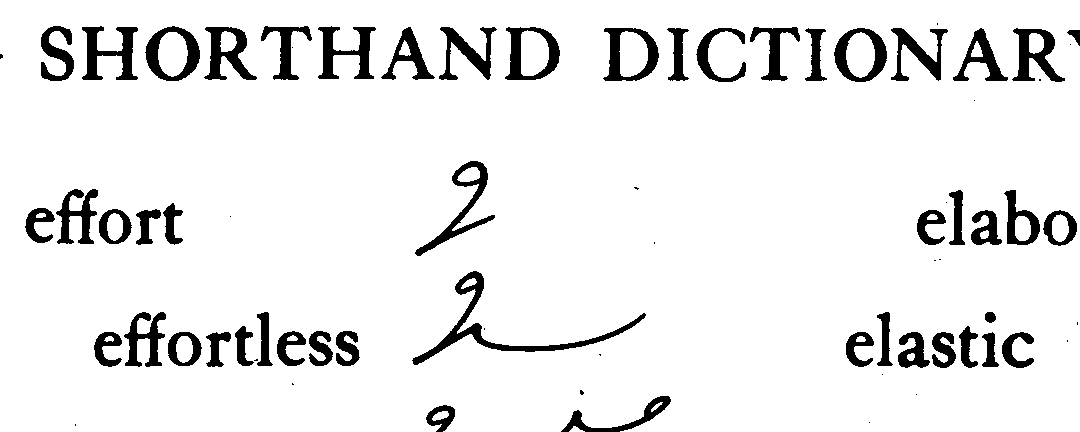 SHORTHAND DICTIONARY
effort
elabo
effortless
elastic